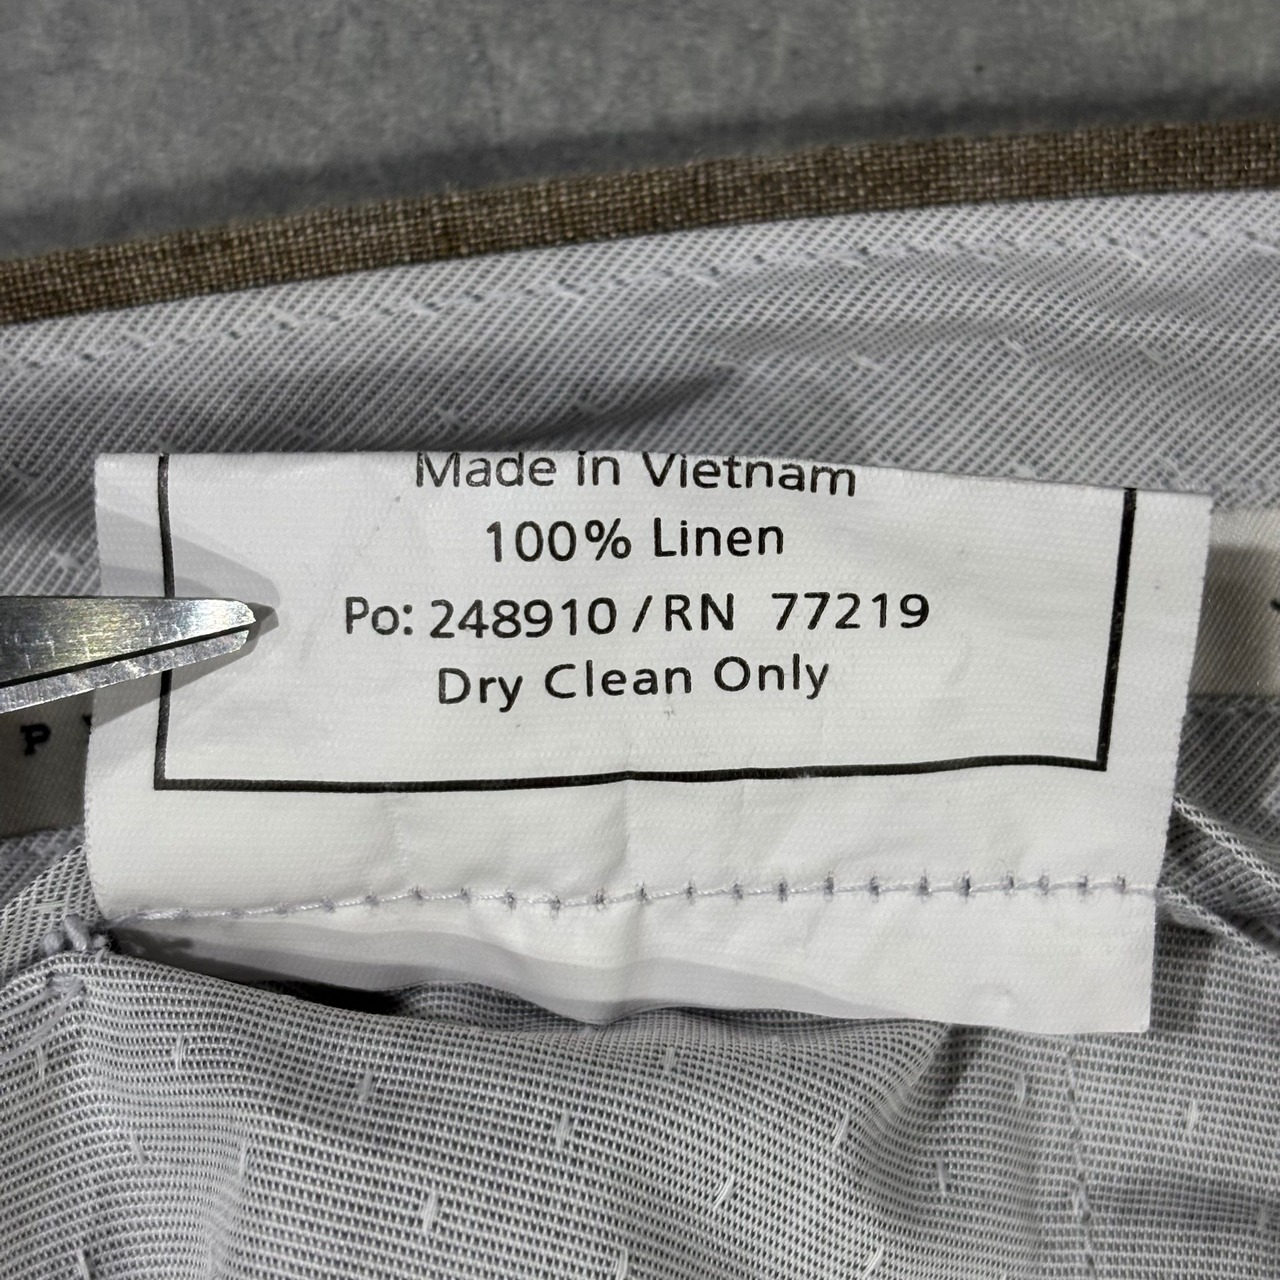 Made in Vietnam
100% Linen
Po: 248910 / RN 77219
Dry Clean Only
P